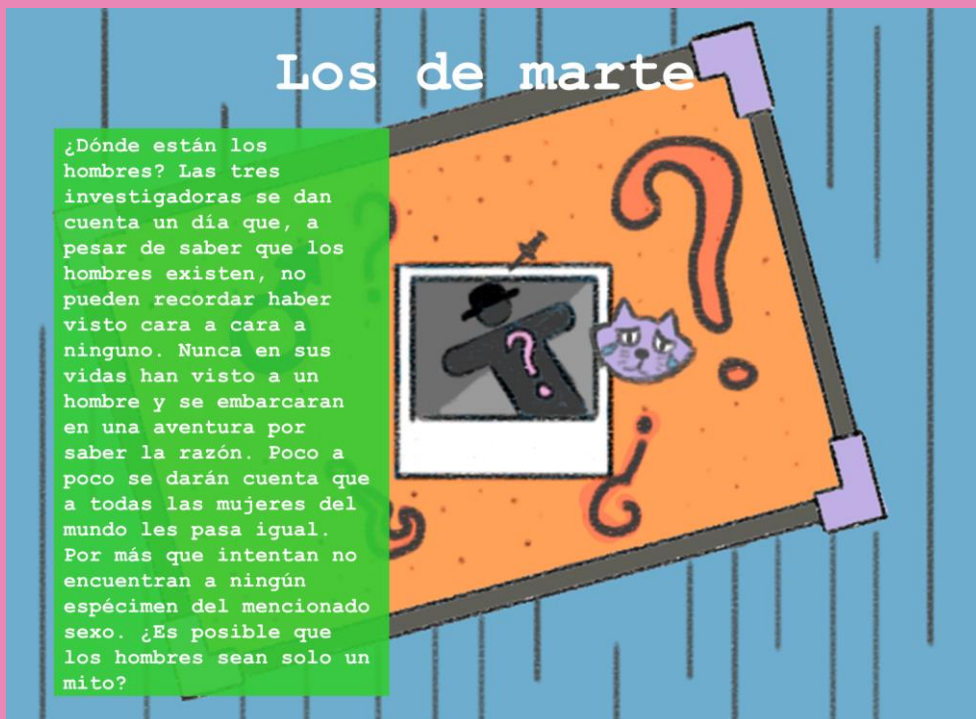 Los de marte
¿Dónde están los
hombres? Las tres
investigadoras se dan
cuenta un día que, a
pesar de saber que los
hombres existen, no
pueden recordar haber
visto cara a cara a
ninguno. Nunca en sus
vidas han visto a un
hombre y se embarcaran
en una aventura por
saber la razón. Poco a
poco se darán cuenta que
a todas las mujeres del
mundo les pasa igual.
Por más que intentan no
encuentran a ningún
espécimen del mencionado
sexo. ¿Es posible que
los hombres sean solo un
mito?